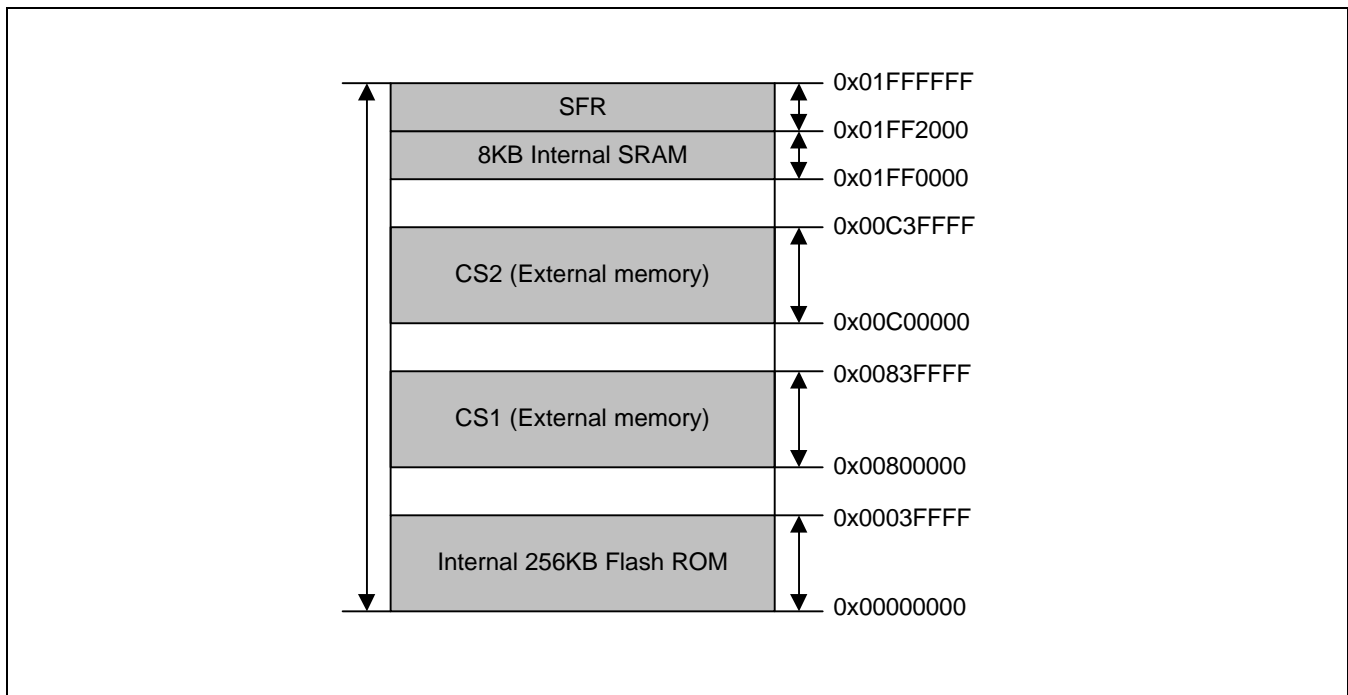 0x01FFFFFF
SFR
0x01FF2000
8KB Internal SRAM
0x01FF0000
0x00C3FFFF
CS2 (External memory)
0x00C00000
0x0083FFFF
CS1 (External memory)
0x00800000
0x0003FFFF
Internal 256KB Flash ROM
0x00000000